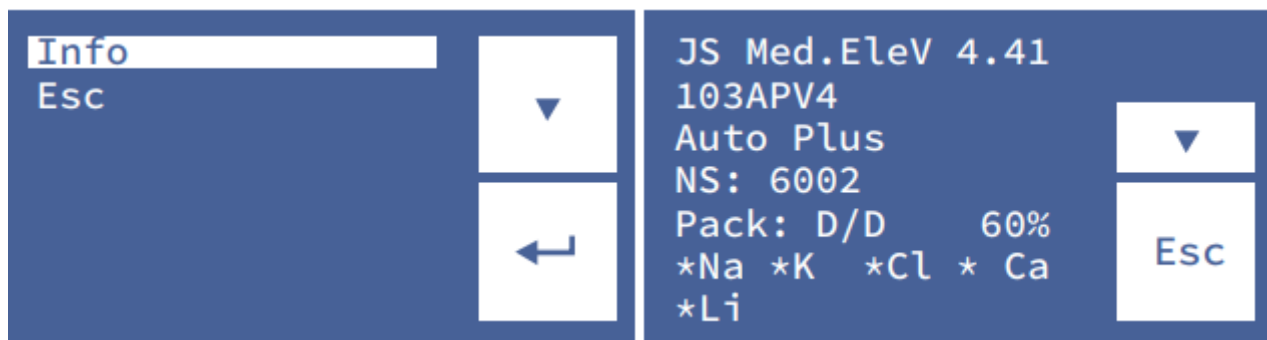 Info
Esc
▼
JS Med.EleV 4.41
103APV4
Auto Plus
NS: 6002
Pack: D/D    60%
*Na *K  *Cl * Ca
*Li
▼
Esc